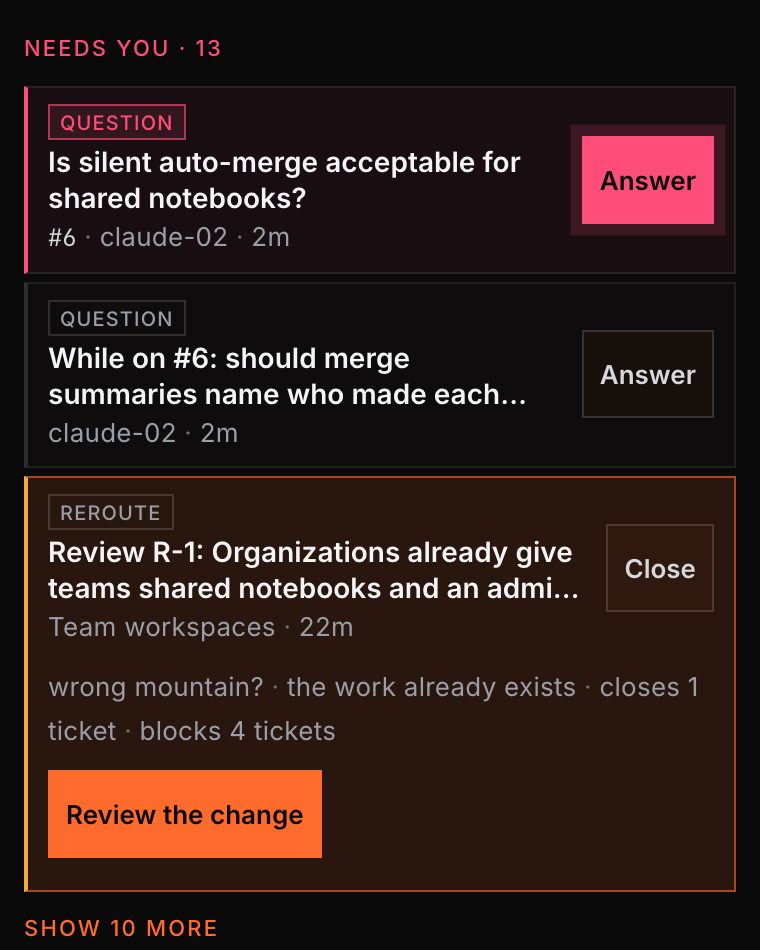 NEEDS YOU · 13
QUESTION
Is silent auto-merge acceptable for
shared notebooks?
#6 · claude-02 · 2m
Answer
QUESTION
While on #6: should merge
summaries name who made each...
claude-02 · 2m
Answer
REROUTE
Review R-1: Organizations already give
teams shared notebooks and an admi...
Team workspaces · 22m
Close
wrong mountain? · the work already exists · closes 1
ticket · blocks 4 tickets
Review the change
SHOW 10 MORE